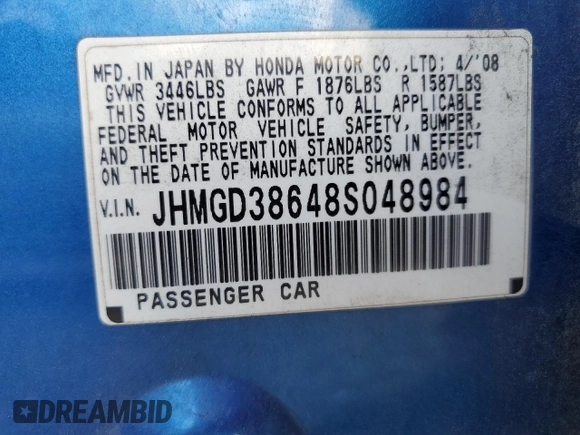 MFD. IN JAPAN BY HONDA MOTOR CO., LTD; 4/'08
GVWR 3446LBS GAWR F 1876LBS R 1587LBS
THIS VEHICLE CONFORMS TO ALL APPLICABLE
FEDERAL MOTOR VEHICLE SAFETY, BUMPER,
AND THEFT PREVENTION STANDARDS IN EFFECT
ON THE DATE OF MANUFACTURE SHOWN ABOVE.
V.I.N. JHMGD38648S048984
PASSENGER CAR
DREAMBID